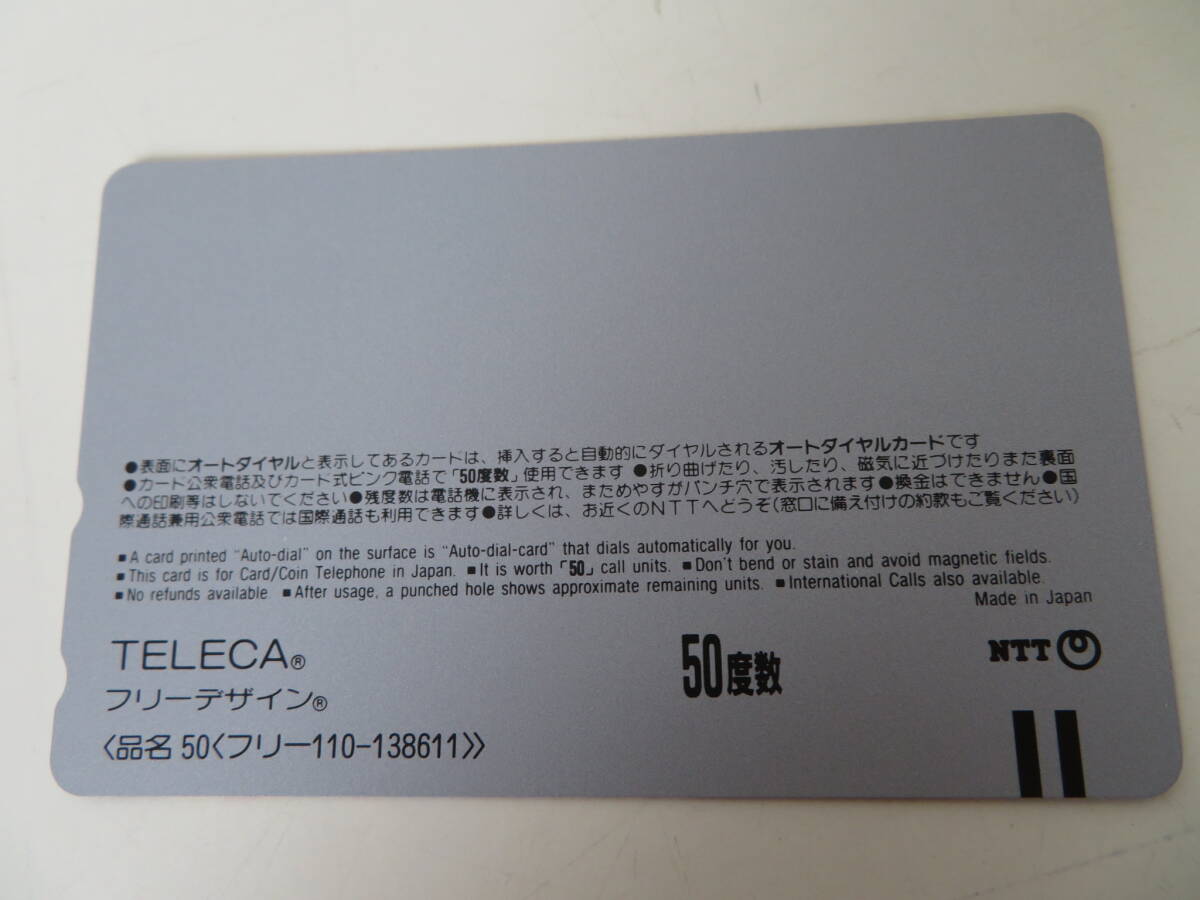 ●表面にオートダイヤルと表示してあるカードは、挿入すると自動的にダイヤルされるオートダイヤルカードです
●カード公衆電話及びカード式ピンク電話で「50度数」使用できます ●折り曲げたり、汚したり、磁気に近づけたりまた裏面
への印刷等はしないでください●残度数は電話機に表示され、まためやすがパンチ穴で表示されます●換金はできません●国
際通話兼用公衆電話では国際通話も利用できます●詳しくは、お近くのNTTへどうぞ(窓口に備え付けの約款もご覧ください)
■A card printed "Auto-dial" on the surface is "Auto-dial-card" that dials automatically for you.
■This card is for Card/Coin Telephone in Japan. ■It is worth「50」call units. ■Don't bend or stain and avoid magnetic fields.
■No refunds available. ■After usage, a punched hole shows approximate remaining units. ■International Calls also available.
Made in Japan
TELECA®
フリーデザイン®
〈品名 50〈フリー110-138611〉〉
50度数
NTT